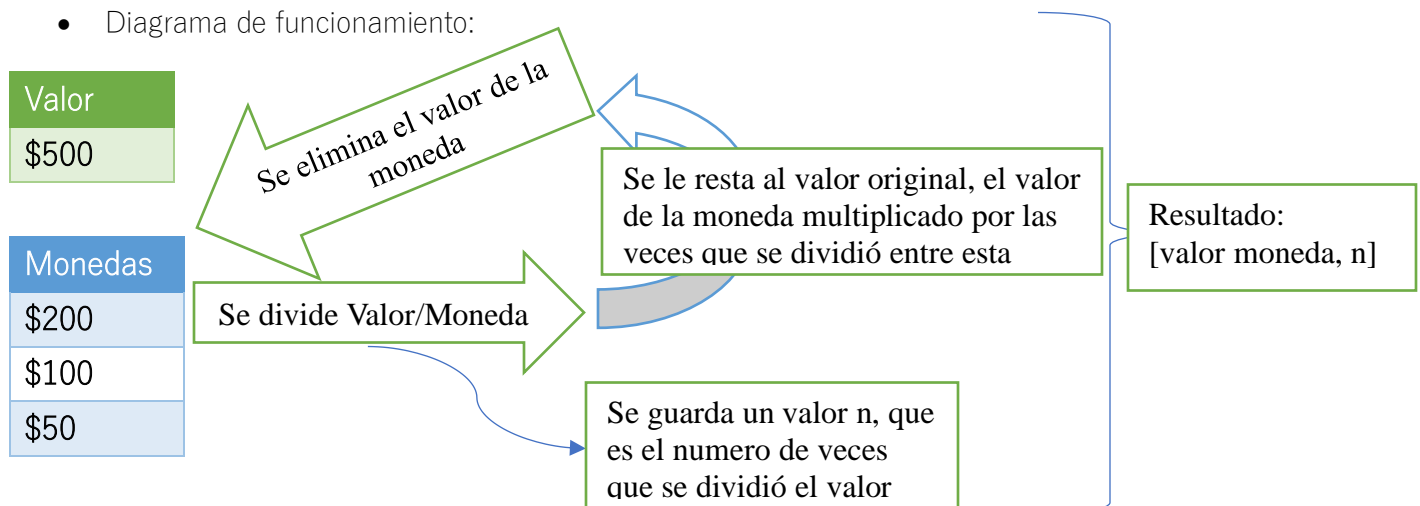 • Diagrama de funcionamiento:
Valor
$500
Se elimina el valor de la
moneda
Se le resta al valor original, el valor
de la moneda multiplicado por las
veces que se dividió entre esta
Resultado:
[valor moneda, n]
Monedas
$200
$100
$50
Se divide Valor/Moneda
Se guarda un valor n, que
es el numero de veces
que se dividió el valor